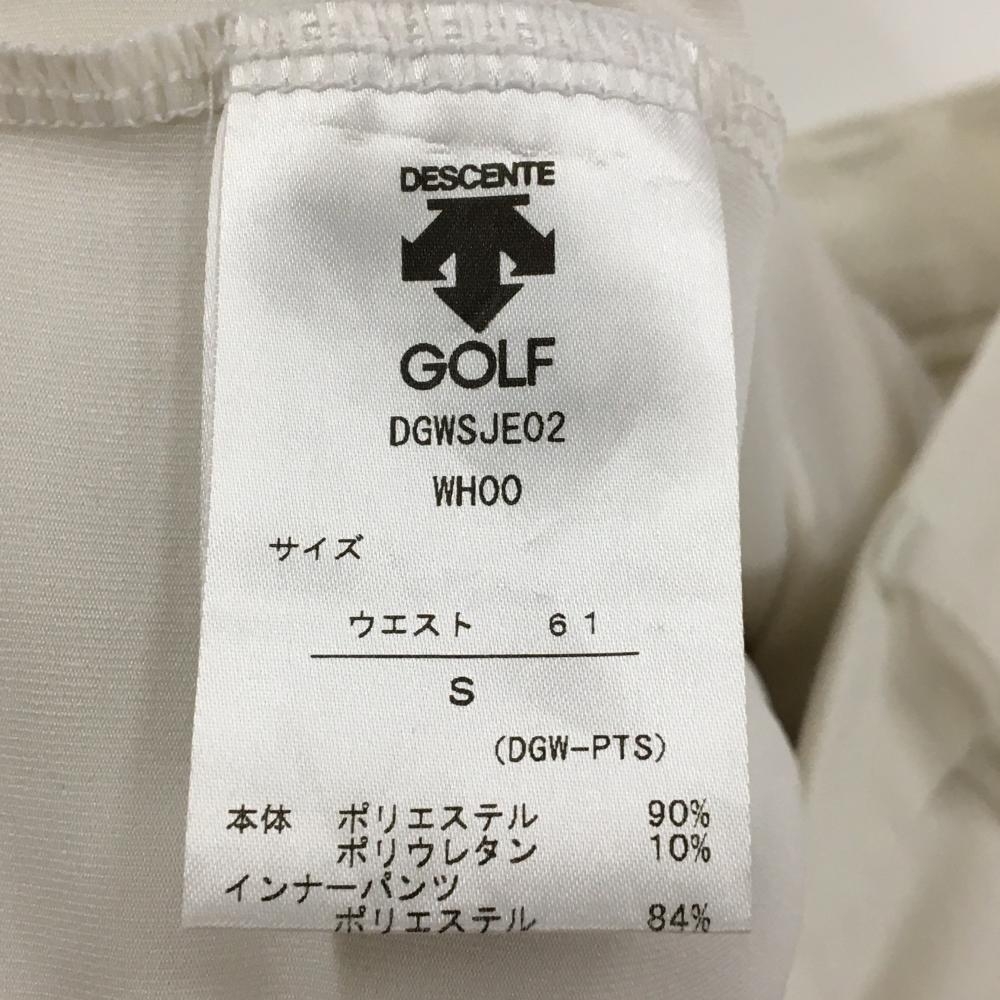 DESCENTE
GOLF
DGWSJE02
WH00
サイズ
ウエスト 61
S
(DGW-PTS)
本体 ポリエステル 90%
ポリウレタン 10%
インナーパンツ
ポリエステル 84%